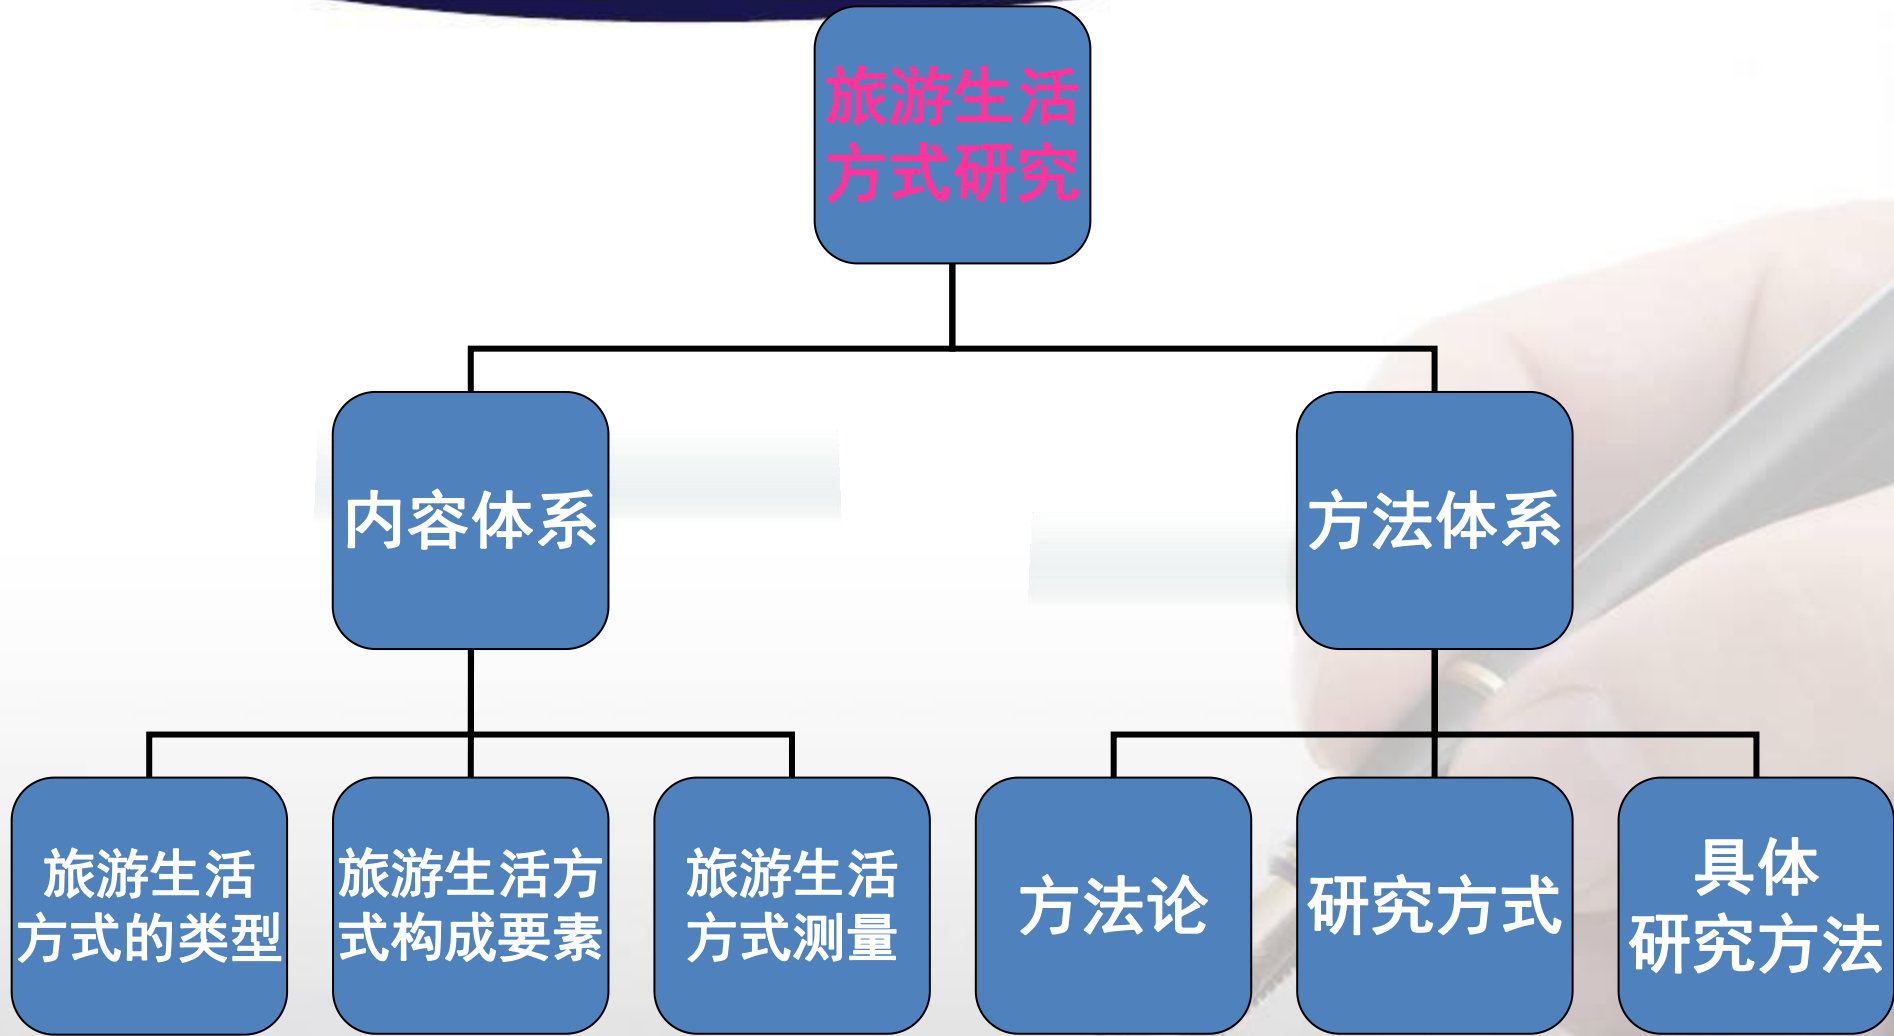 旅游生活
方式研究
内容体系
方法体系
旅游生活
方式的类型
旅游生活方
式构成要素
旅游生活
方式测量
方法论
研究方式
具体
研究方法